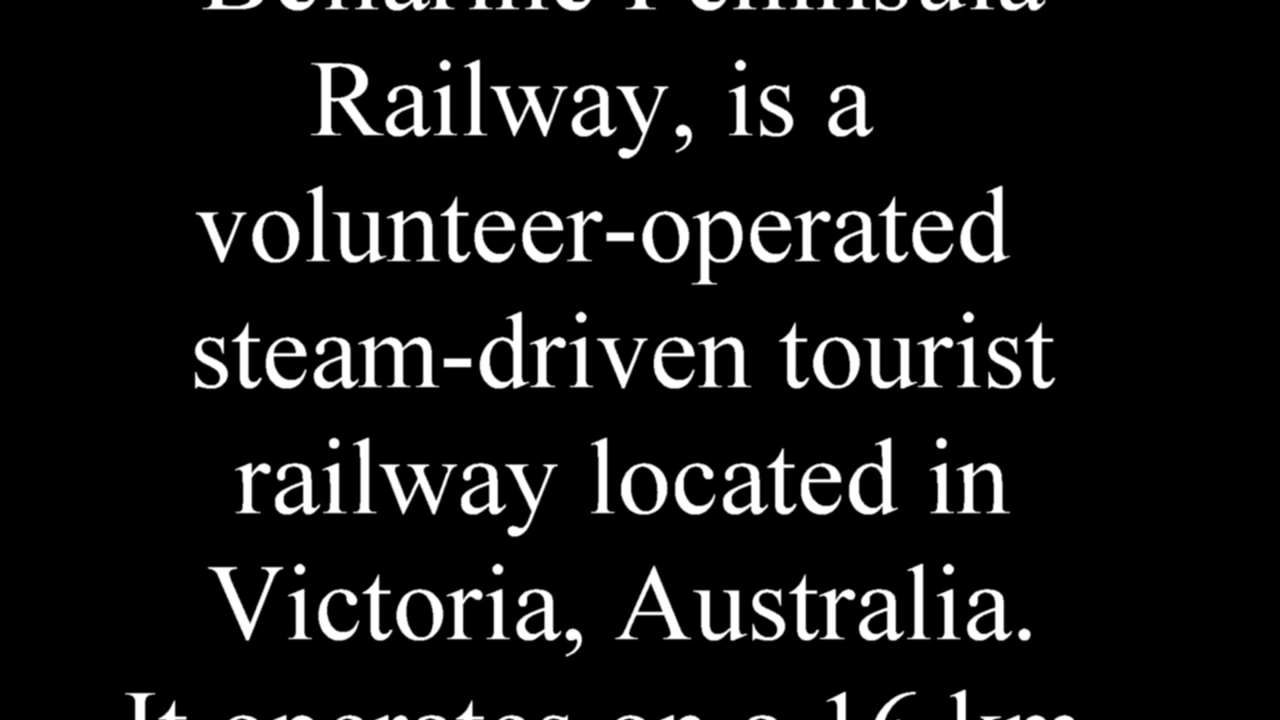 Bellarine Peninsula
Railway, is a
volunteer-operated
steam-driven tourist
railway located in
Victoria, Australia.
It operates on a 16 km